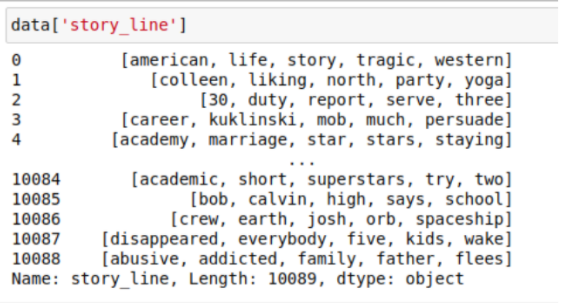 data['story_line']
0 [american, life, story, tragic, western]
1 [colleen, liking, north, party, yoga]
2 [30, duty, report, serve, three]
3 [career, kuklinski, mob, much, persuade]
4 [academy, marriage, star, stars, staying]
...
10084 [academic, short, superstars, try, two]
10085 [bob, calvin, high, says, school]
10086 [crew, earth, josh, orb, spaceship]
10087 [disappeared, everybody, five, kids, wake]
10088 [abusive, addicted, family, father, flees]
Name: story_line, Length: 10089, dtype: object